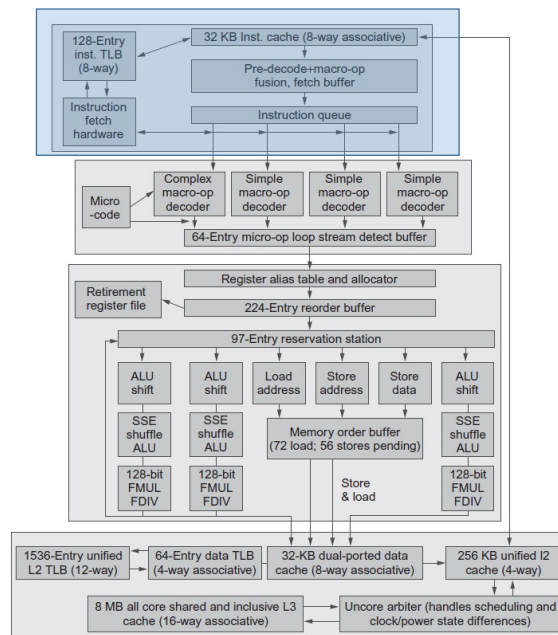 128-Entry
inst. TLB
(8-way)
32 KB Inst. cache (8-way associative)
Pre-decode+macro-op
fusion, fetch buffer
Instruction
fetch
hardware
Instruction queue
Micro
-code
Complex
macro-op
decoder
Simple
macro-op
decoder
Simple
macro-op
decoder
Simple
macro-op
decoder
64-Entry micro-op loop stream detect buffer
Register alias table and allocator
Retirement
register file
224-Entry reorder buffer
97-Entry reservation station
ALU
shift
ALU
shift
Load
address
Store
address
Store
data
ALU
shift
SSE
shuffle
ALU
SSE
shuffle
ALU
Memory order buffer
(72 load; 56 stores pending)
SSE
shuffle
ALU
128-bit
FMUL
FDIV
128-bit
FMUL
FDIV
Store
& load
128-bit
FMUL
FDIV
1536-Entry unified
L2 TLB (12-way)
64-Entry data TLB
(4-way associative)
32-KB dual-ported data
cache (8-way associative)
256 KB unified l2
cache (4-way)
8 MB all core shared and inclusive L3
cache (16-way associative)
Uncore arbiter (handles scheduling and
clock/power state differences)